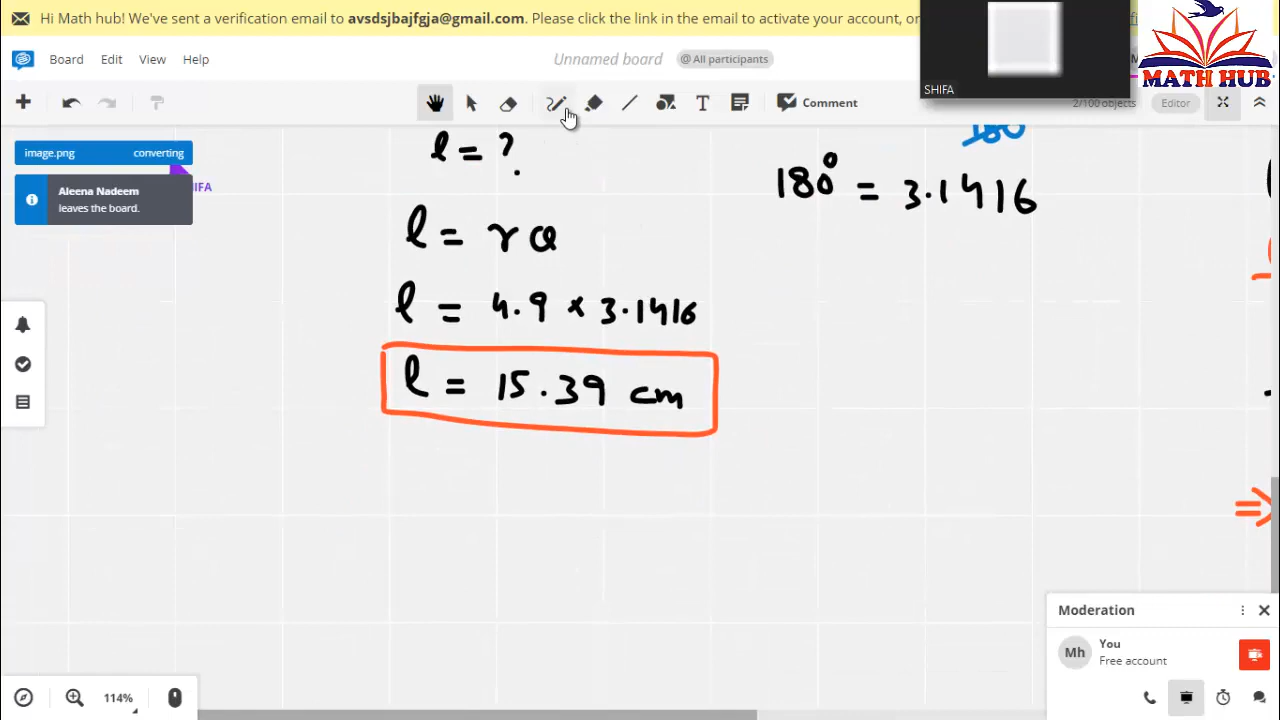 Hi Math hub! We've sent a verification email to avsdsjbajfgja@gmail.com. Please click the link in the email to activate your account, or
MATH HUB
SHIFA
Board Edit View Help
Unnamed board @ All participants
Comment
2/100 objects Editor
image.png converting
IFA
Aleena Nadeem
leaves the board.
l = ?
180
180° = 3.1416
l = rθ
l = 4.9 × 3.1416
l = 15.39 cm
⇒
Moderation
Mh
You
Free account
114%